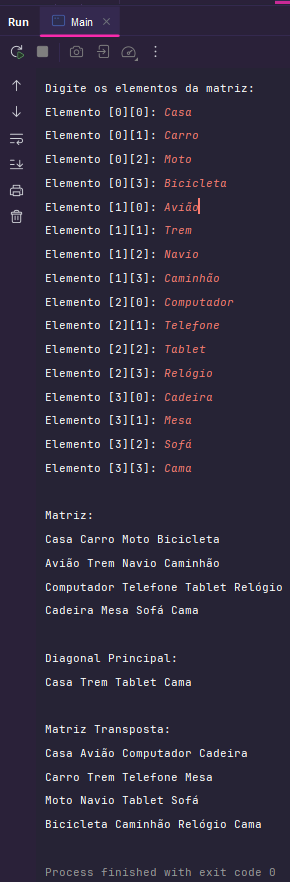 Run
Main
Digite os elementos da matriz:
Elemento [0][0]: Casa
Elemento [0][1]: Carro
Elemento [0][2]: Moto
Elemento [0][3]: Bicicleta
Elemento [1][0]: Avião
Elemento [1][1]: Trem
Elemento [1][2]: Navio
Elemento [1][3]: Caminhão
Elemento [2][0]: Computador
Elemento [2][1]: Telefone
Elemento [2][2]: Tablet
Elemento [2][3]: Relógio
Elemento [3][0]: Cadeira
Elemento [3][1]: Mesa
Elemento [3][2]: Sofá
Elemento [3][3]: Cama
Matriz:
Casa Carro Moto Bicicleta
Avião Trem Navio Caminhão
Computador Telefone Tablet Relógio
Cadeira Mesa Sofá Cama
Diagonal Principal:
Casa Trem Tablet Cama
Matriz Transposta:
Casa Avião Computador Cadeira
Carro Trem Telefone Mesa
Moto Navio Tablet Sofá
Bicicleta Caminhão Relógio Cama
Process finished with exit code 0